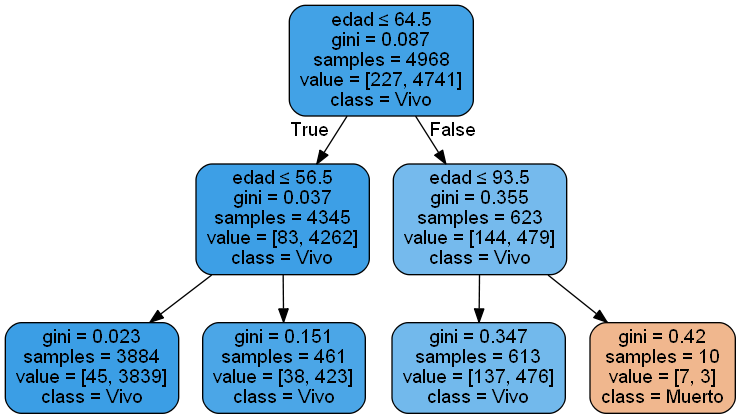 edad ≤ 64.5
gini = 0.087
samples = 4968
value = [227, 4741]
class = Vivo
True
False
edad ≤ 56.5
gini = 0.037
samples = 4345
value = [83, 4262]
class = Vivo
edad ≤ 93.5
gini = 0.355
samples = 623
value = [144, 479]
class = Vivo
gini = 0.023
samples = 3884
value = [45, 3839]
class = Vivo
gini = 0.151
samples = 461
value = [38, 423]
class = Vivo
gini = 0.347
samples = 613
value = [137, 476]
class = Vivo
gini = 0.42
samples = 10
value = [7, 3]
class = Muerto